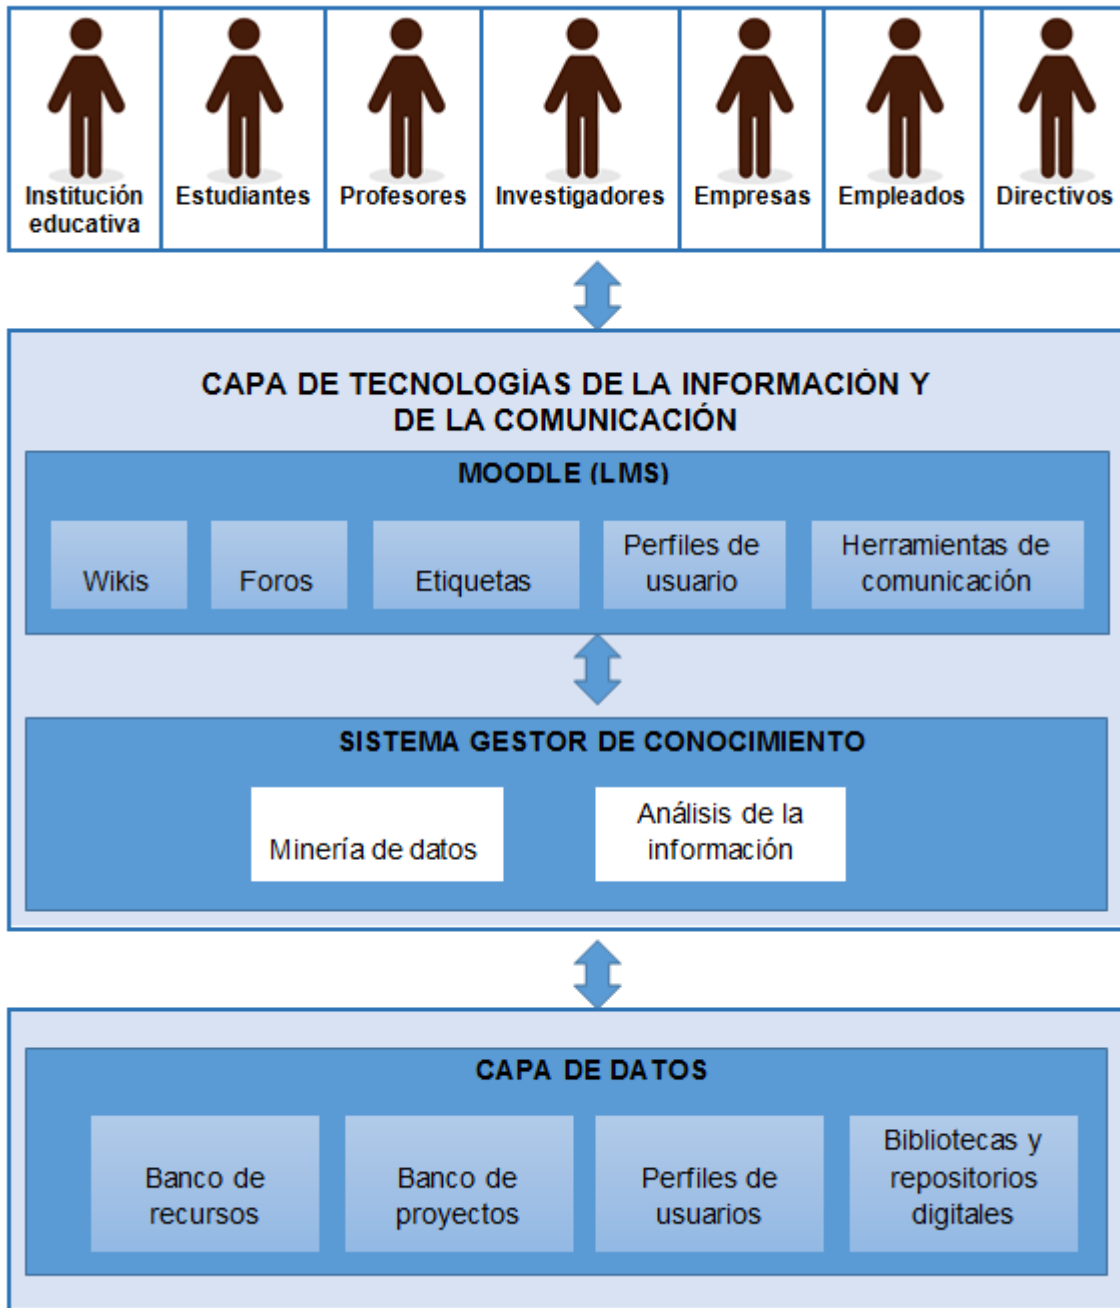 Institución
educativa
Estudiantes
Profesores
Investigadores
Empresas
Empleados
Directivos
CAPA DE TECNOLOGÍAS DE LA INFORMACIÓN Y
DE LA COMUNICACIÓN
MOODLE (LMS)
Wikis
Foros
Etiquetas
Perfiles de
usuario
Herramientas de
comunicación
SISTEMA GESTOR DE CONOCIMIENTO
Minería de datos
Análisis de la
información
CAPA DE DATOS
Banco de
recursos
Banco de
proyectos
Perfiles de
usuarios
Bibliotecas y
repositorios
digitales